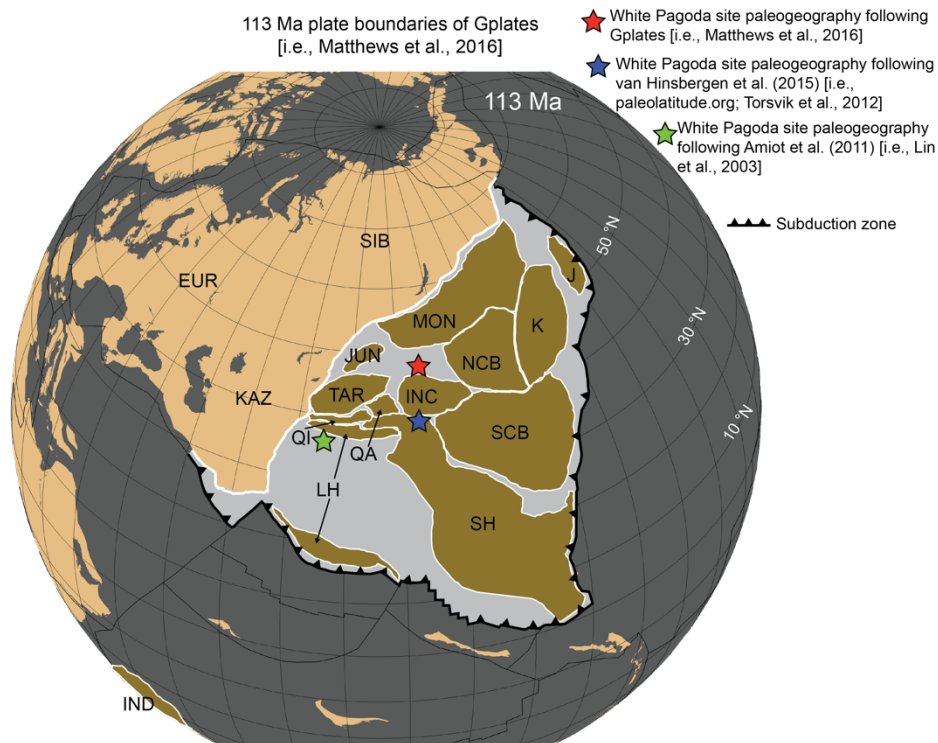 113 Ma plate boundaries of Gplates
[i.e., Matthews et al., 2016]
White Pagoda site paleogeography following
Gplates [i.e., Matthews et al., 2016]
White Pagoda site paleogeography following
van Hinsbergen et al. (2015) [i.e.,
paleolatitude.org; Torsvik et al., 2012]
White Pagoda site paleogeography
following Amiot et al. (2011) [i.e., Lin
et al., 2003]
Subduction zone
113 Ma
50 °N
30 °N
10 °N
SIB
EUR
KAZ
MON
J
K
JUN
NCB
TAR
INC
QI
QA
SCB
LH
SH
IND